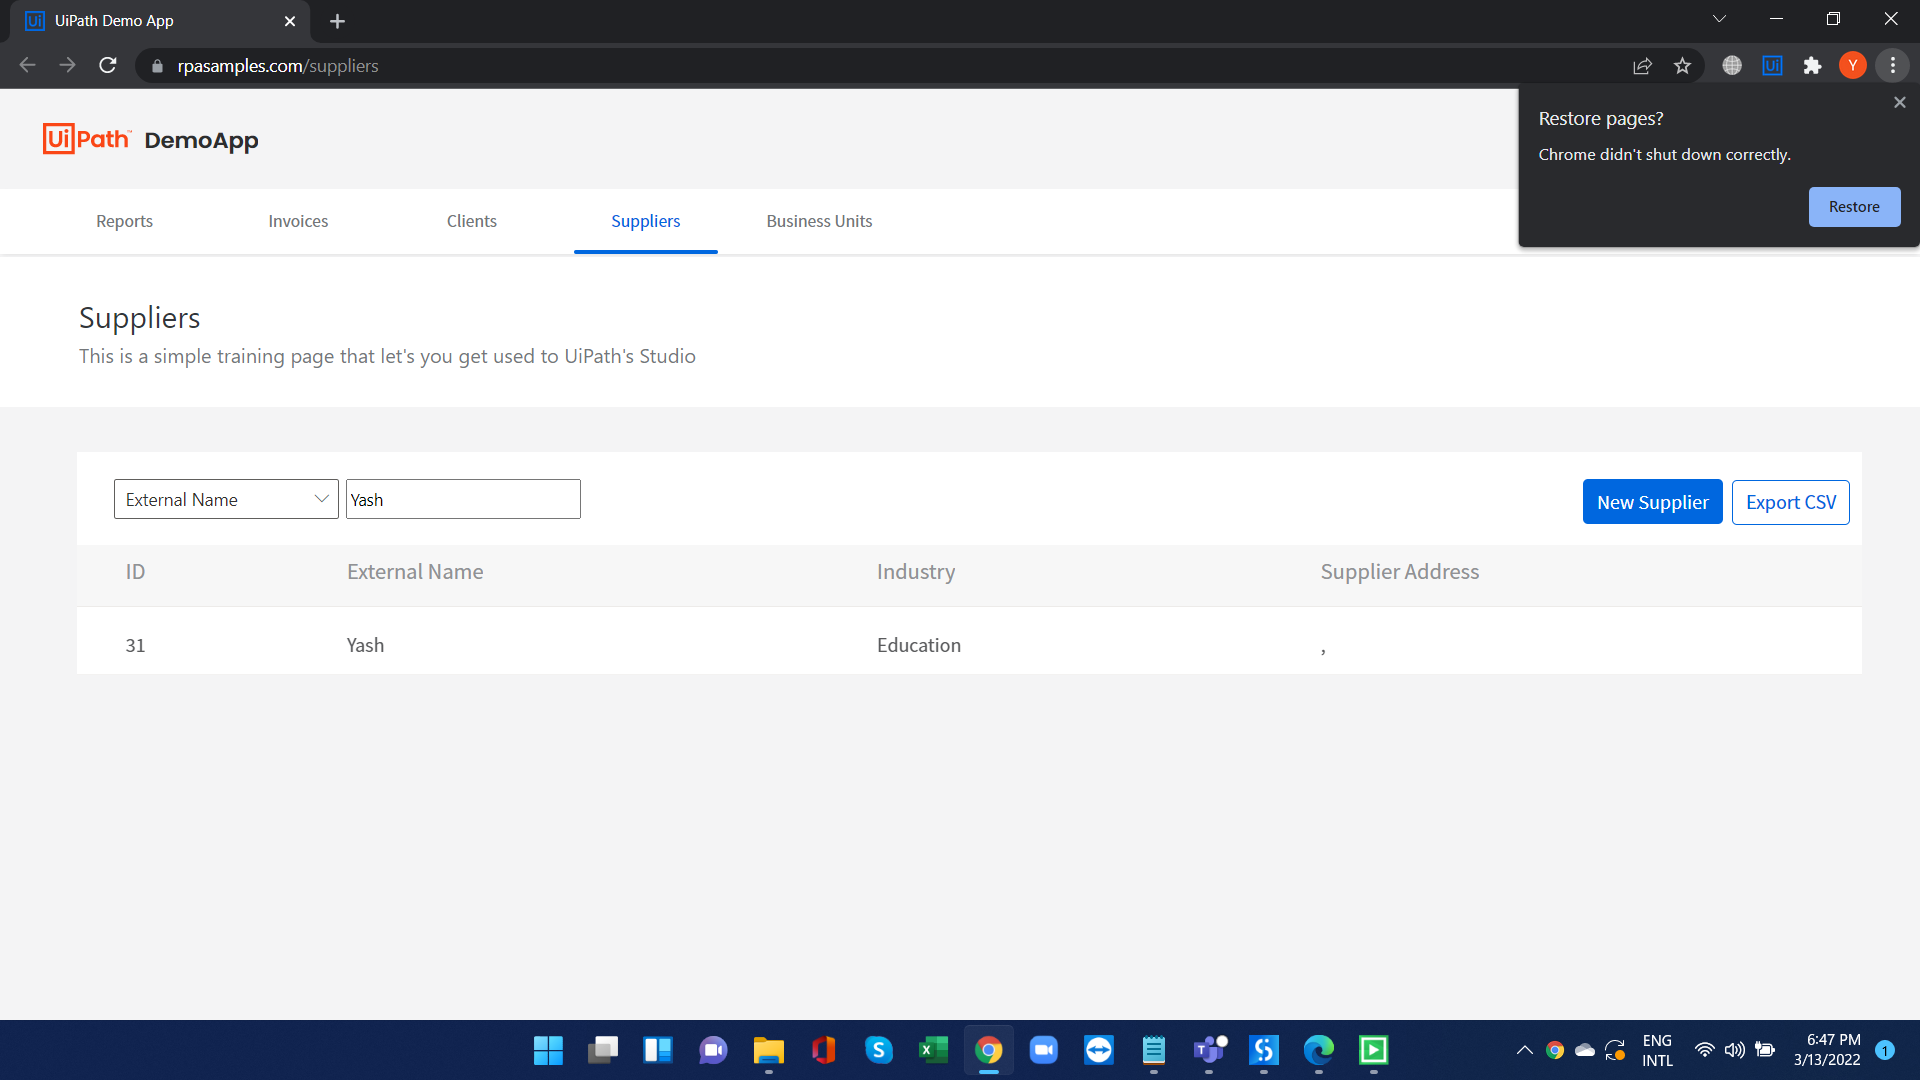 Ui UiPath Demo App
rpasamples.com/suppliers
Ui
Y
Restore pages?
Chrome didn't shut down correctly.
Restore
UiPath™ DemoApp
Reports Invoices Clients Suppliers Business Units
Suppliers
This is a simple training page that let's you get used to UiPath's Studio
External Name Yash New Supplier Export CSV
ID External Name Industry Supplier Address
31 Yash Education ,
ENG 6:47 PM
INTL 3/13/2022 1